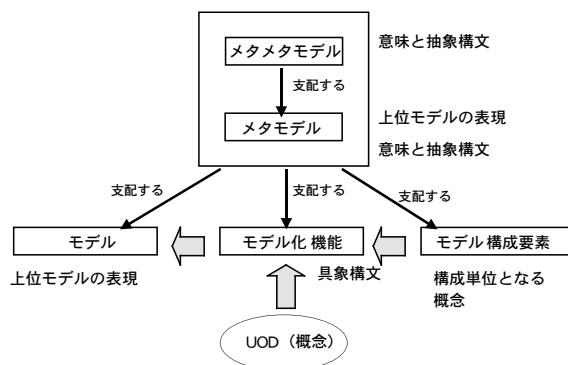 メタメタモデル
意味と抽象構文
支配する
メタモデル
上位モデルの表現
意味と抽象構文
支配する
支配する
支配する
モデル
モデル化 機能
モデル 構成要素
上位モデルの表現
具象構文
構成単位となる
概念
UOD（概念）